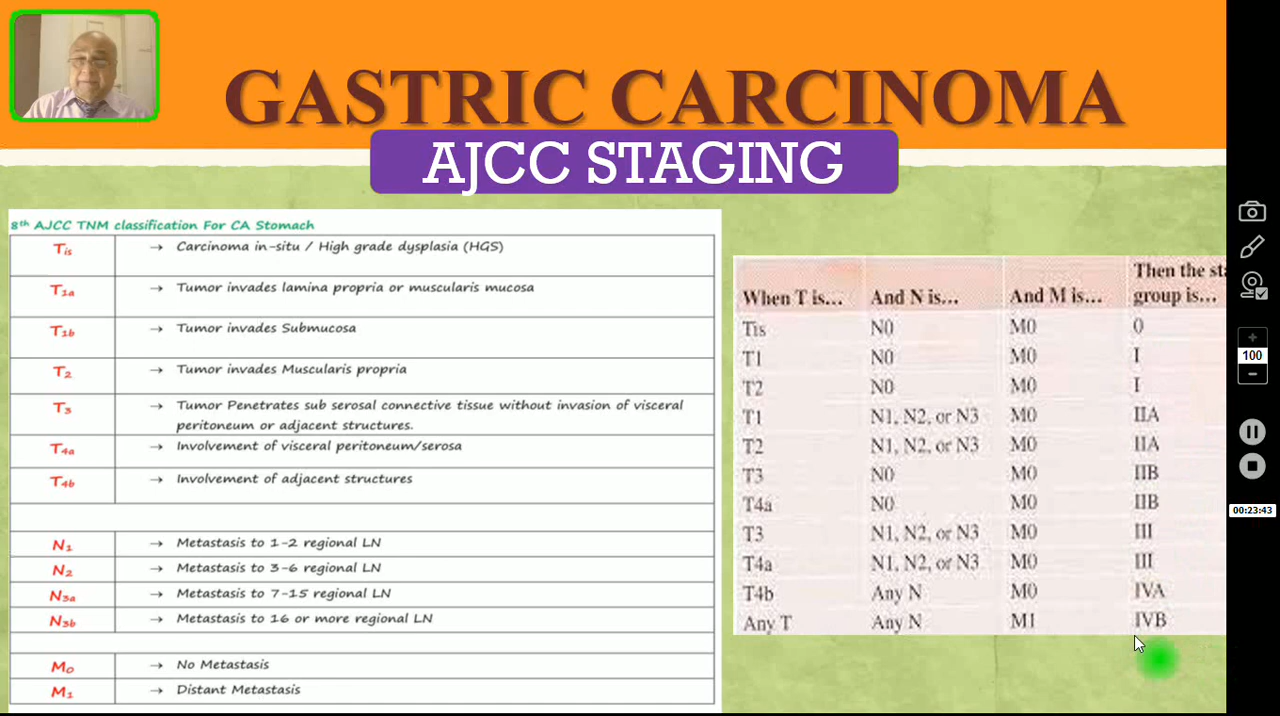 GASTRIC CARCINOMA
AJCC STAGING
8th AJCC TNM classification For CA Stomach
Tis → Carcinoma in-situ / High grade dysplasia (HGS)
T1a → Tumor invades lamina propria or muscularis mucosa
T1b → Tumor invades Submucosa
T2 → Tumor invades Muscularis propria
T3 → Tumor Penetrates sub serosal connective tissue without invasion of visceral
peritoneum or adjacent structures.
T4a → Involvement of visceral peritoneum/serosa
T4b → Involvement of adjacent structures
N1 → Metastasis to 1-2 regional LN
N2 → Metastasis to 3-6 regional LN
N3a → Metastasis to 7-15 regional LN
N3b → Metastasis to 16 or more regional LN
M0 → No Metastasis
M1 → Distant Metastasis
Then the sta
When T is... And N is... And M is... group is...
Tis N0 M0 0
T1 N0 M0 I
T2 N0 M0 I
T1 N1, N2, or N3 M0 IIA
T2 N1, N2, or N3 M0 IIA
T3 N0 M0 IIB
T4a N0 M0 IIB
T3 N1, N2, or N3 M0 III
T4a N1, N2, or N3 M0 III
T4b Any N M0 IVA
Any T Any N M1 IVB
100
00:23:43